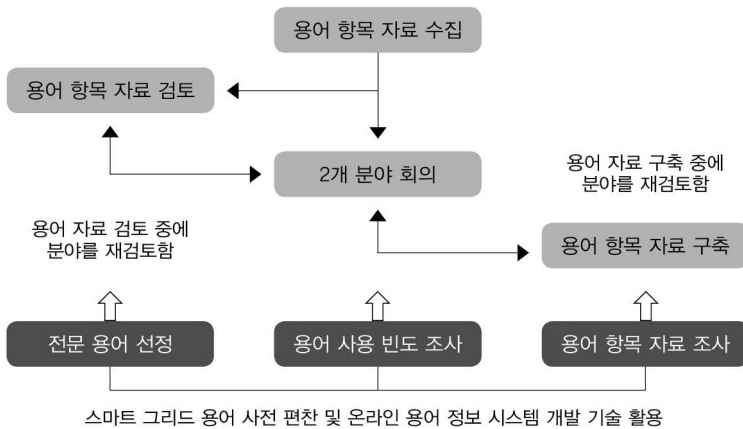 용어 항목 자료 수집
용어 항목 자료 검토
2개 분야 회의
용어 자료 구축 중에
분야를 재검토함
용어 자료 검토 중에
분야를 재검토함
용어 항목 자료 구축
전문 용어 선정
용어 사용 빈도 조사
용어 항목 자료 조사
스마트 그리드 용어 사전 편찬 및 온라인 용어 정보 시스템 개발 기술 활용